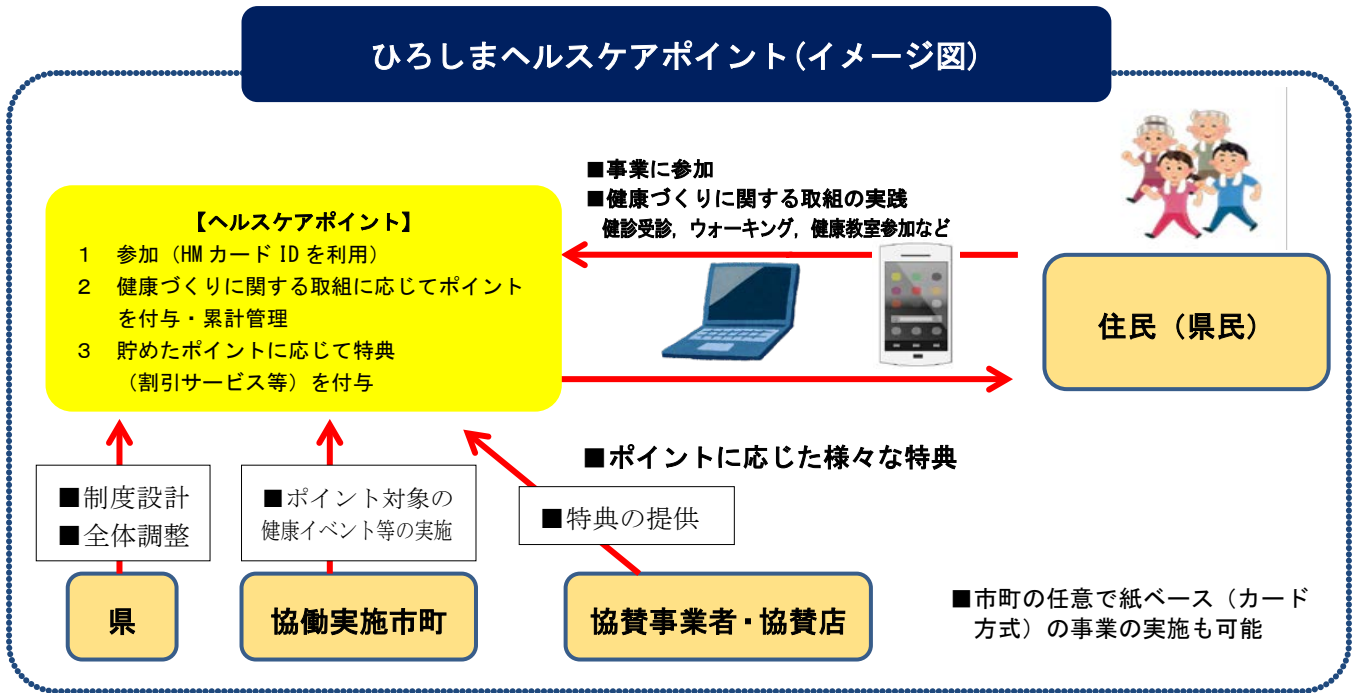 ひろしまヘルスケアポイント(イメージ図)
■事業に参加
■健康づくりに関する取組の実践
健診受診，ウォーキング，健康教室参加など
【ヘルスケアポイント】
1 参加（HMカードIDを利用）
2 健康づくりに関する取組に応じてポイント
を付与・累計管理
3 貯めたポイントに応じて特典
（割引サービス等）を付与
住民（県民）
■ポイントに応じた様々な特典
■制度設計
■全体調整
■ポイント対象の
健康イベント等の実施
■特典の提供
県
協働実施市町
協賛事業者・協賛店
■市町の任意で紙ベース（カード
方式）の事業の実施も可能